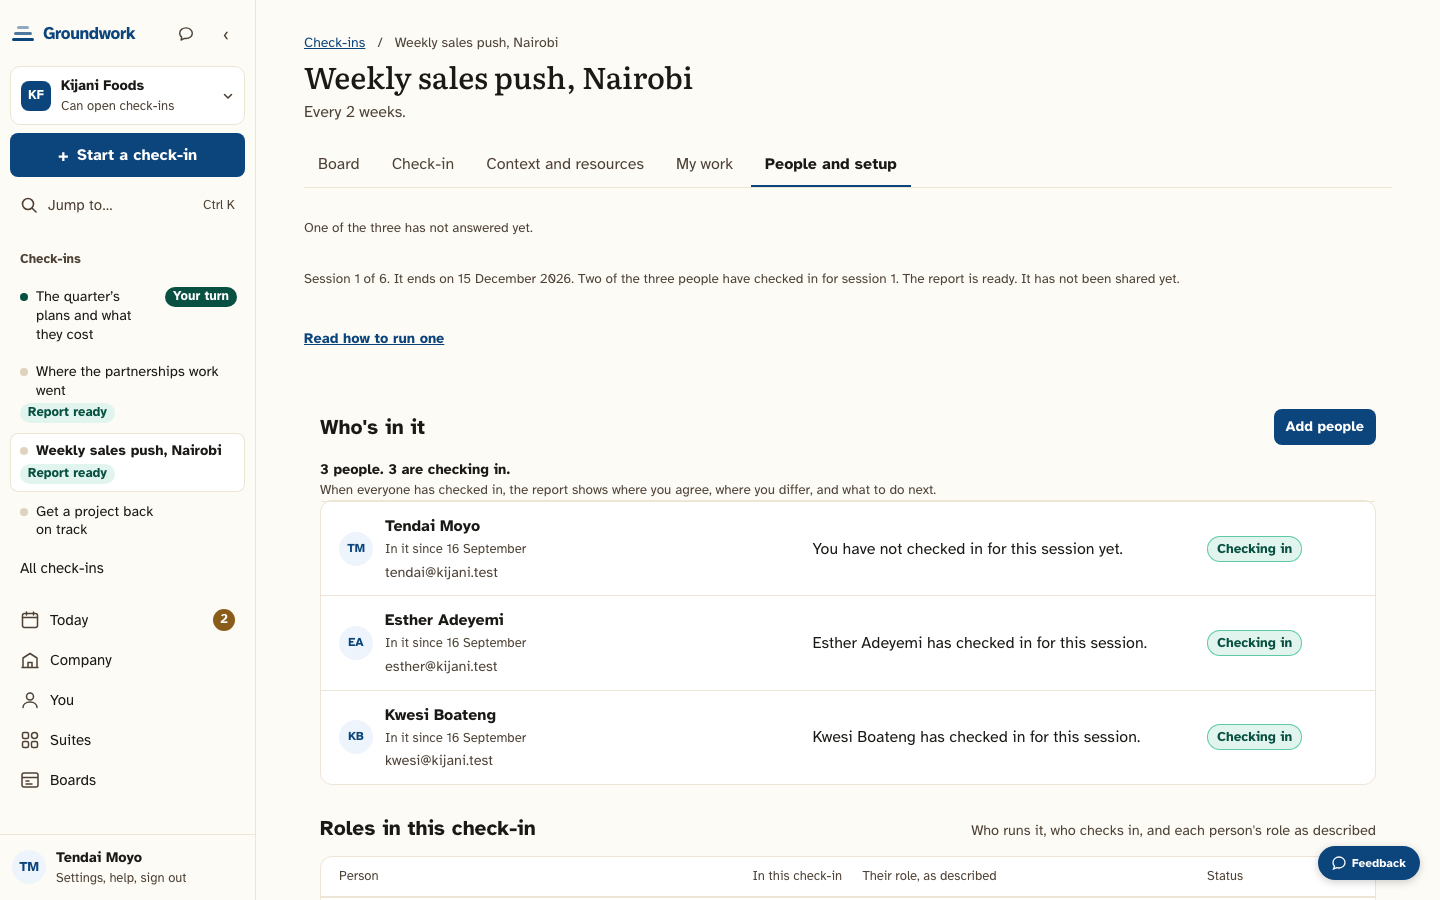 Groundwork
KF
Kijani Foods
Can open check-ins
+ Start a check-in
Jump to...
Ctrl K
Check-ins
The quarter's
plans and what
they cost
Your turn
Where the partnerships work
went
Report ready
Weekly sales push, Nairobi
Report ready
Get a project back
on track
All check-ins
Today
2
Company
You
Suites
Boards
TM
Tendai Moyo
Settings, help, sign out
Check-ins / Weekly sales push, Nairobi
Weekly sales push, Nairobi
Every 2 weeks.
Board
Check-in
Context and resources
My work
People and setup
One of the three has not answered yet.
Session 1 of 6. It ends on 15 December 2026. Two of the three people have checked in for session 1. The report is ready. It has not been shared yet.
Read how to run one
Who's in it
Add people
3 people. 3 are checking in.
When everyone has checked in, the report shows where you agree, where you differ, and what to do next.
TM
Tendai Moyo
In it since 16 September
tendai@kijani.test
You have not checked in for this session yet.
Checking in
EA
Esther Adeyemi
In it since 16 September
esther@kijani.test
Esther Adeyemi has checked in for this session.
Checking in
KB
Kwesi Boateng
In it since 16 September
kwesi@kijani.test
Kwesi Boateng has checked in for this session.
Checking in
Roles in this check-in
Who runs it, who checks in, and each person's role as described
Person
In this check-in
Their role, as described
Status
Feedback